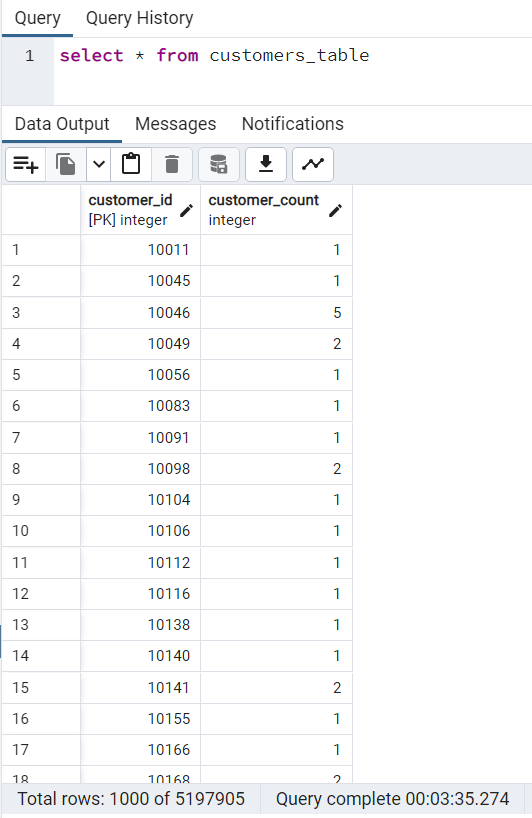 Query Query History
1 select * from customers_table
Data Output Messages Notifications
customer_id customer_count
[PK] integer integer
1 10011 1
2 10045 1
3 10046 5
4 10049 2
5 10056 1
6 10083 1
7 10091 1
8 10098 2
9 10104 1
10 10106 1
11 10112 1
12 10116 1
13 10138 1
14 10140 1
15 10141 2
16 10155 1
17 10166 1
18 10168 2
Total rows: 1000 of 5197905 Query complete 00:03:35.274